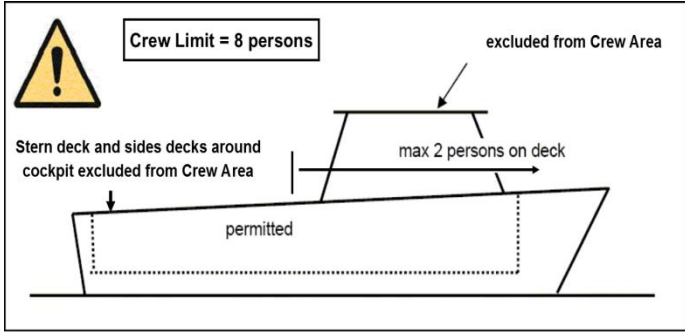 Crew Limit = 8 persons
excluded from Crew Area
Stern deck and sides decks around
cockpit excluded from Crew Area
max 2 persons on deck
permitted